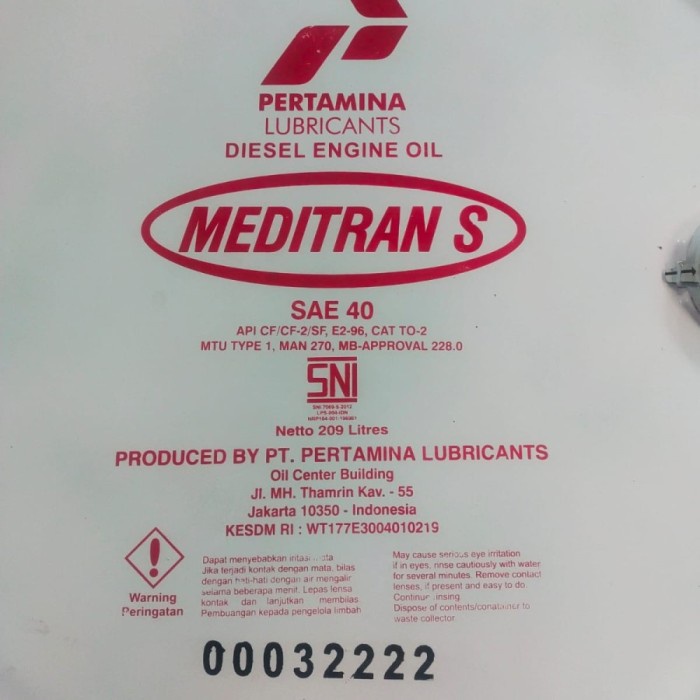 PERTAMINA
LUBRICANTS
DIESEL ENGINE OIL
MEDITRAN S
SAE 40
API CF/CF-2/SF, E2-96, CAT TO-2
MTU TYPE 1, MAN 270, MB-APPROVAL 228.0
SNI
Netto 209 Litres
PRODUCED BY PT. PERTAMINA LUBRICANTS
Oil Center Building
Jl. MH. Thamrin Kav. - 55
Jakarta 10350 - Indonesia
KESDM RI : WT177E3004010219
Warning
Peringatan
Dapat menyebabkan
Jika terjadi kontak dengan mata, bilas
dengan hati-hati dengan air mengalir
selama beberapa menit. Lepas lensa
kontak dan lanjutkan membilas
Pembuangan kepada pengelola limbah
May cause serious eye irritation
if in eyes, rinse cautiously with water
for several minutes. Remove contact
lenses, if present and easy to do.
Continue rinsing
Dispose of contents/container to
waste collector
00032222